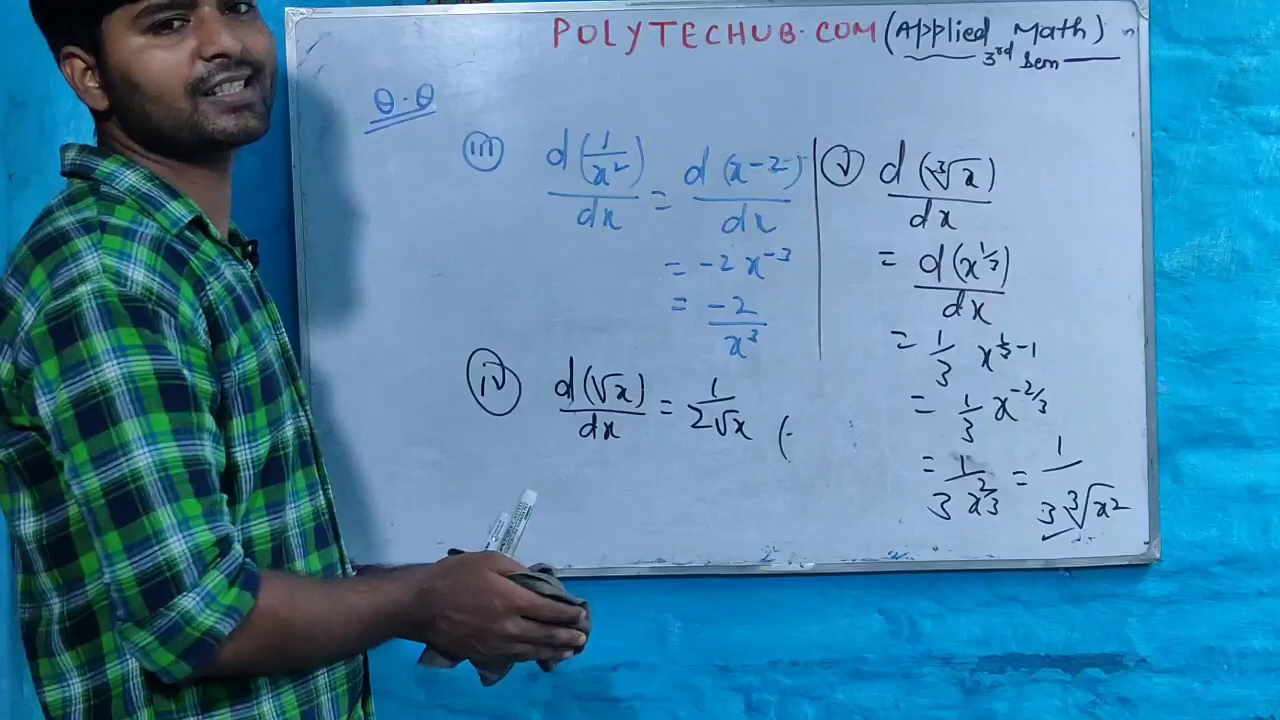 POLYTECHUB.COM (Applied Math)
3rd Sem
θ.θ
(iii) d(1/x²)/dx = d(x-2)/dx
= -2x⁻³
= -2/x³
(iv) d(√x)/dx = 1/2√x (-
(v) d(³√x)/dx
= d(x^1/3)/dx
= 1/3 x^1/3-1
= 1/3 x^-2/3
= 1/3x^2/3 = 1/3³√x²